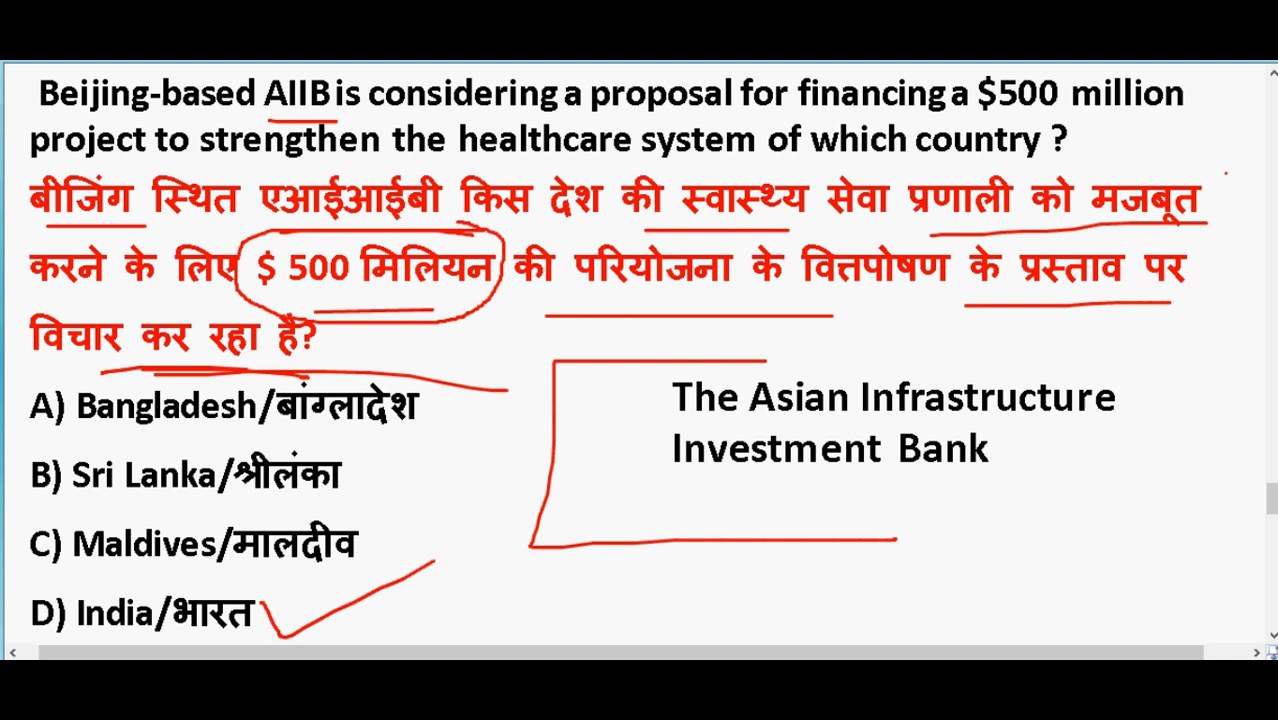 Beijing-based AIIB is considering a proposal for financing a $500 million
project to strengthen the healthcare system of which country ?
बीजिंग स्थित एआईआईबी किस देश की स्वास्थ्य सेवा प्रणाली को मजबूत
करने के लिए $ 500 मिलियन की परियोजना के वित्तपोषण के प्रस्ताव पर
विचार कर रहा है?
The Asian Infrastructure
Investment Bank
A) Bangladesh/बांग्लादेश
B) Sri Lanka/श्रीलंका
C) Maldives/मालदीव
D) India/भारत